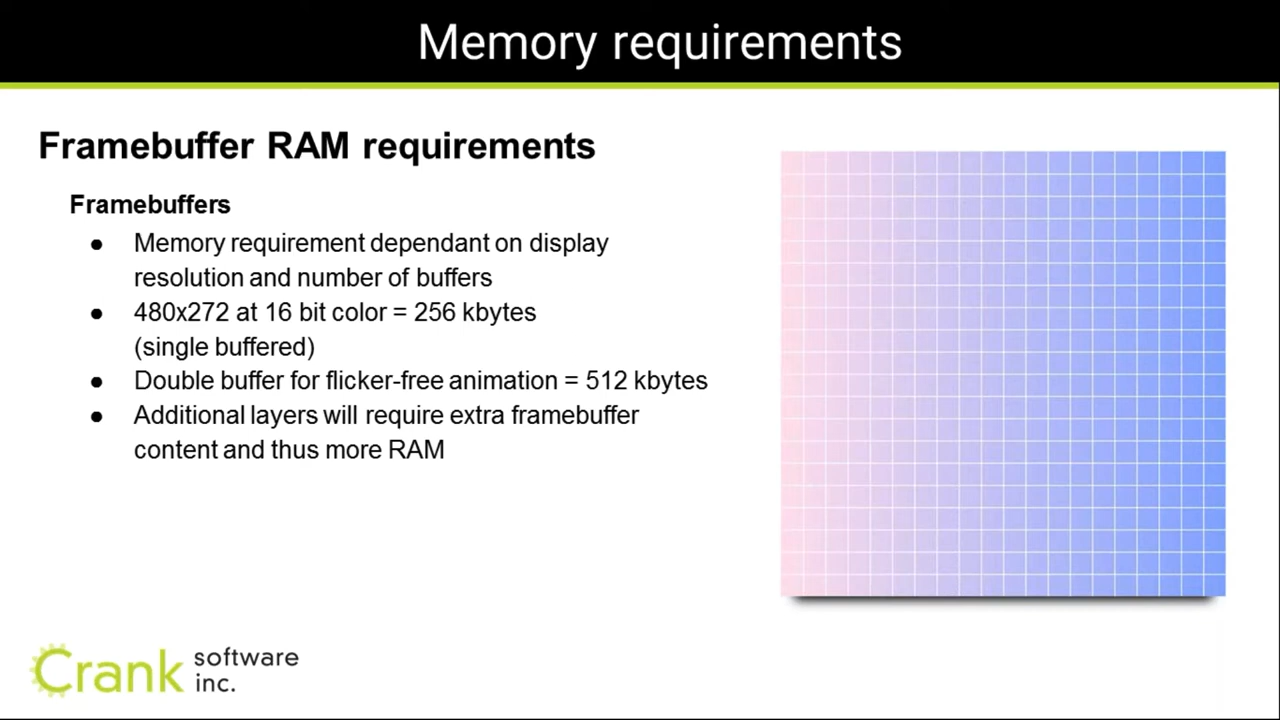 Memory requirements
Framebuffer RAM requirements
Framebuffers
● Memory requirement dependant on display
resolution and number of buffers
● 480x272 at 16 bit color = 256 kbytes
(single buffered)
● Double buffer for flicker-free animation = 512 kbytes
● Additional layers will require extra framebuffer
content and thus more RAM
Crank software
inc.